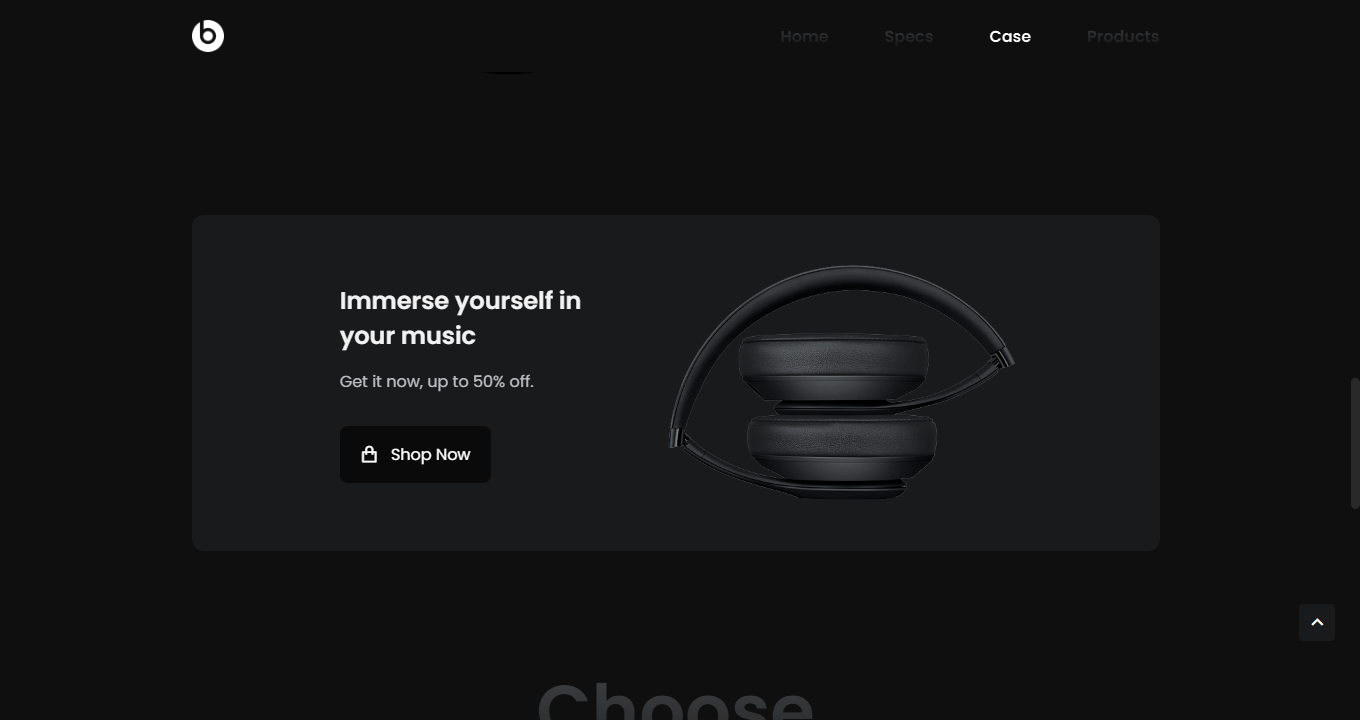 Home Specs Case Products
Immerse yourself in
your music
Get it now, up to 50% off.
Shop Now
Choose